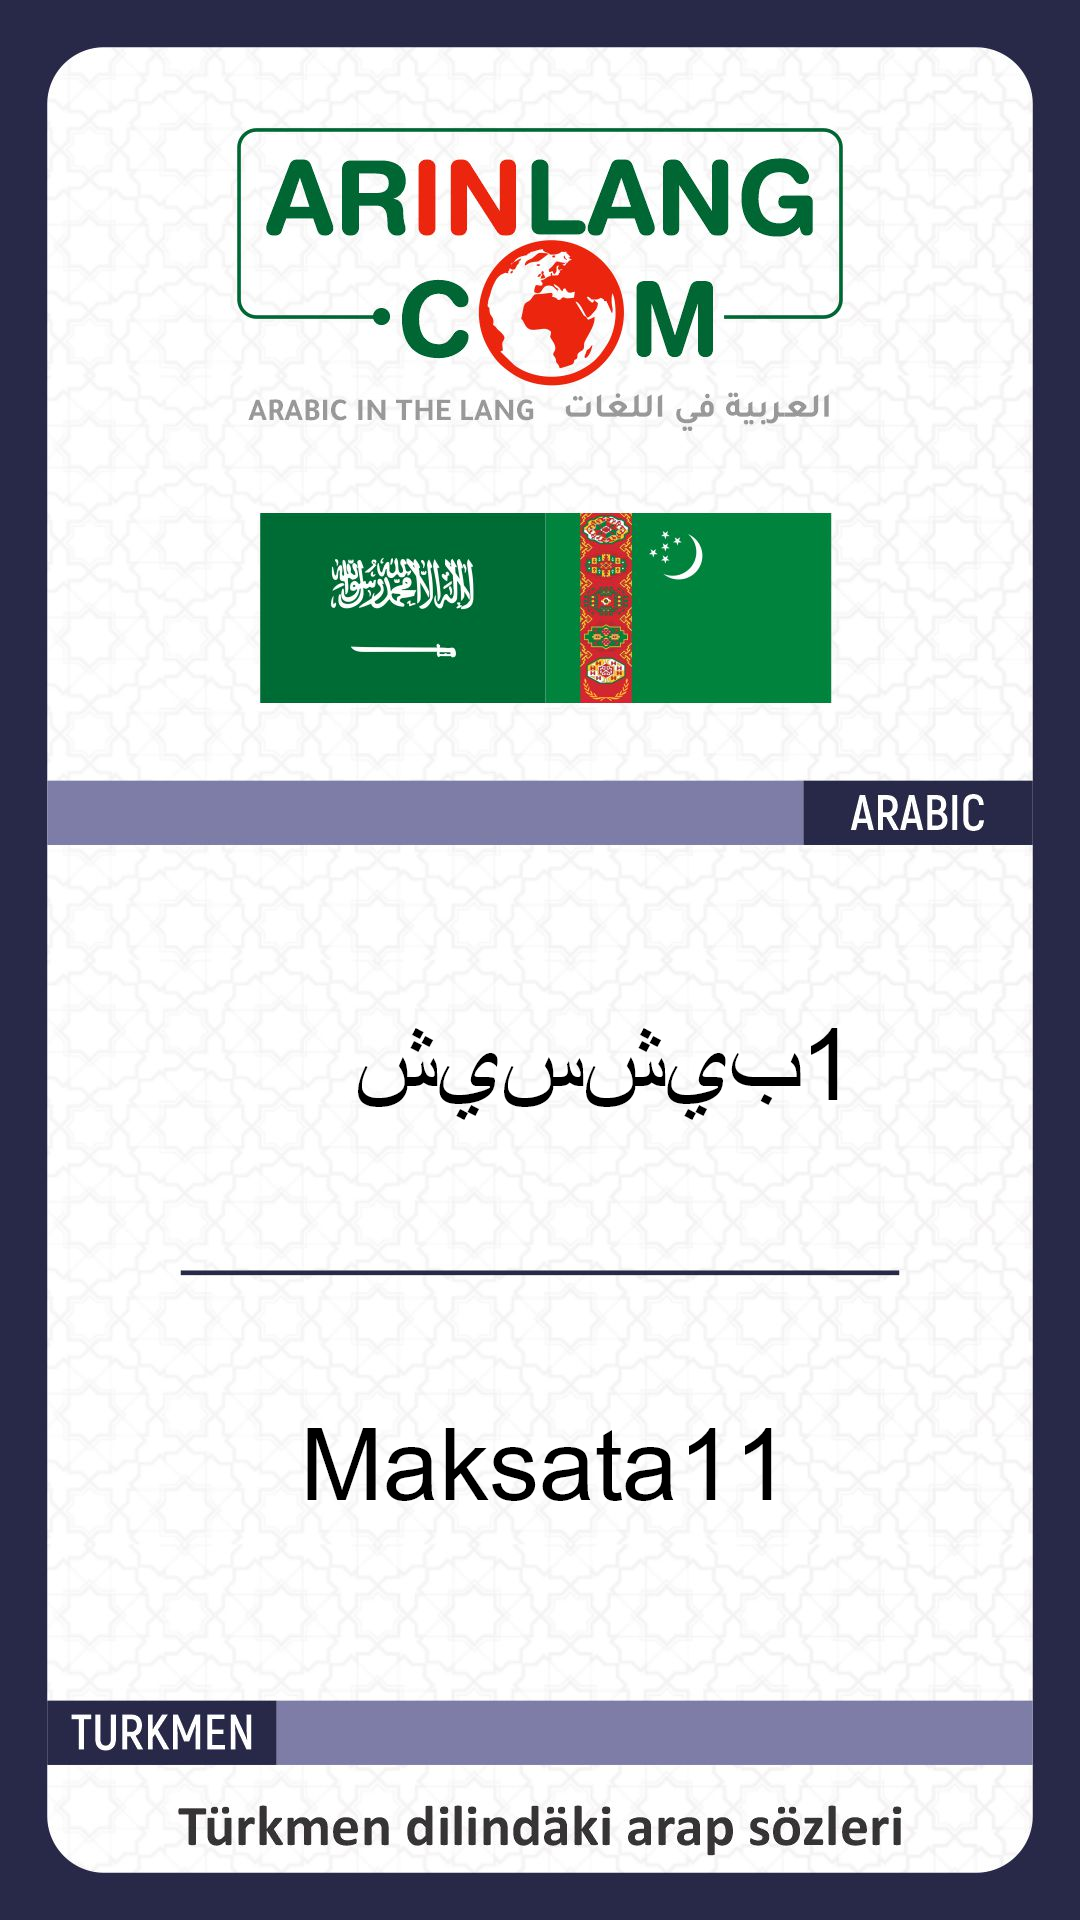 ARINLANG
.COM
ARABIC IN THE LANG العربية في اللغات
لا إله إلا الله محمد رسول الله
ARABIC
1بيشسيش
Maksata11
TURKMEN
Türkmen dilindäki arap sözleri